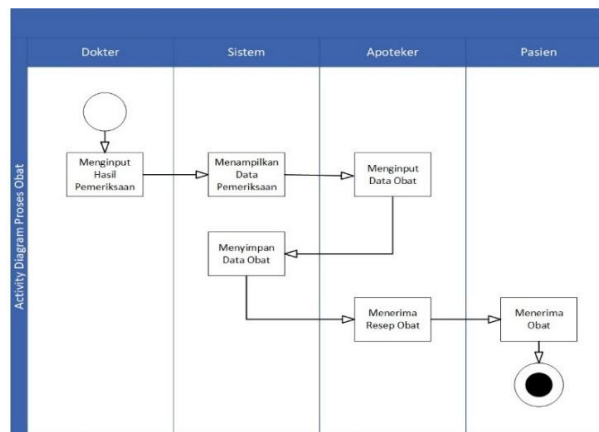 Dokter
Sistem
Apoteker
Pasien
Activity Diagram Proses Obat
Menginput
Hasil
Pemeriksaan
Menampilkan
Data
Pemeriksaan
Menginput
Data Obat
Menyimpan
Data Obat
Menerima
Resep Obat
Menerima
Obat